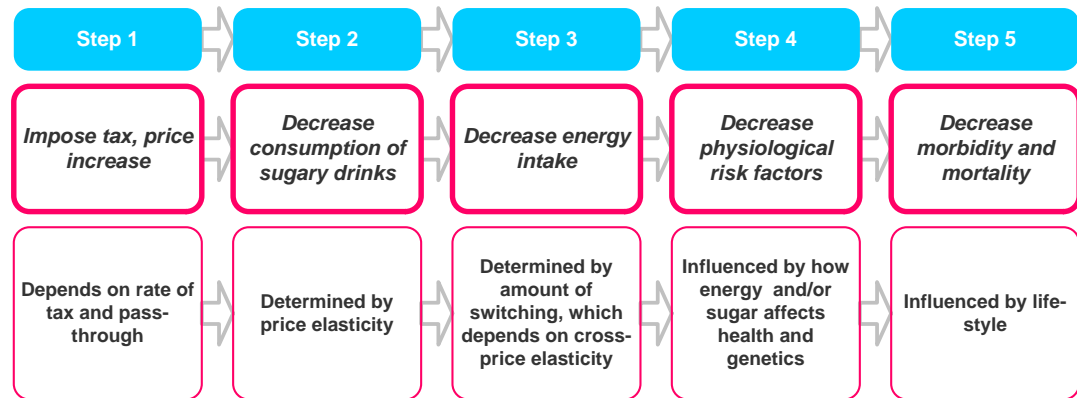 Step 1
Step 2
Step 3
Step 4
Step 5
Impose tax, price
increase
Decrease
consumption of
sugary drinks
Decrease energy
intake
Decrease
physiological
risk factors
Decrease
morbidity and
mortality
Depends on rate of
tax and pass-
through
Determined by
price elasticity
Determined by
amount of
switching, which
depends on cross-
price elasticity
Influenced by how
energy and/or
sugar affects
health and
genetics
Influenced by life-
style